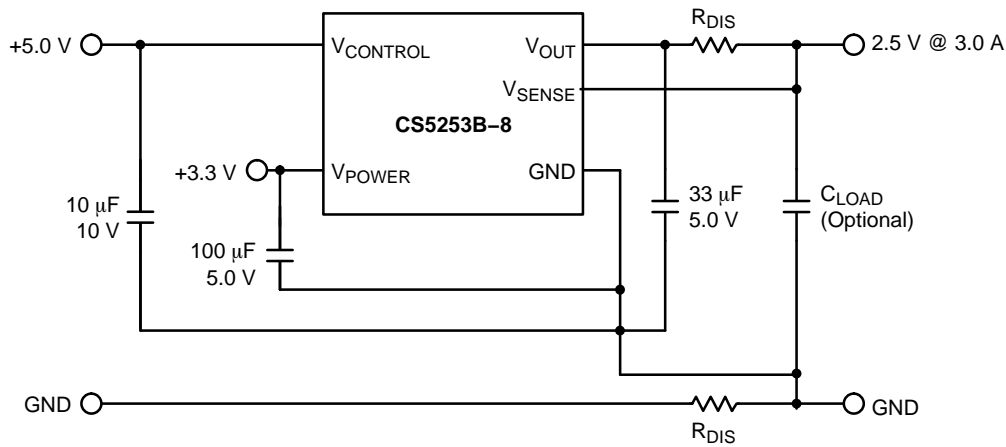 RDIS
+5.0 V
VCONTROL
VOUT
2.5 V @ 3.0 A
VSENSE
CS5253B−8
+3.3 V
VPOWER
GND
10 μF
10 V
33 μF
5.0 V
CLOAD
(Optional)
100 μF
5.0 V
GND
GND
RDIS